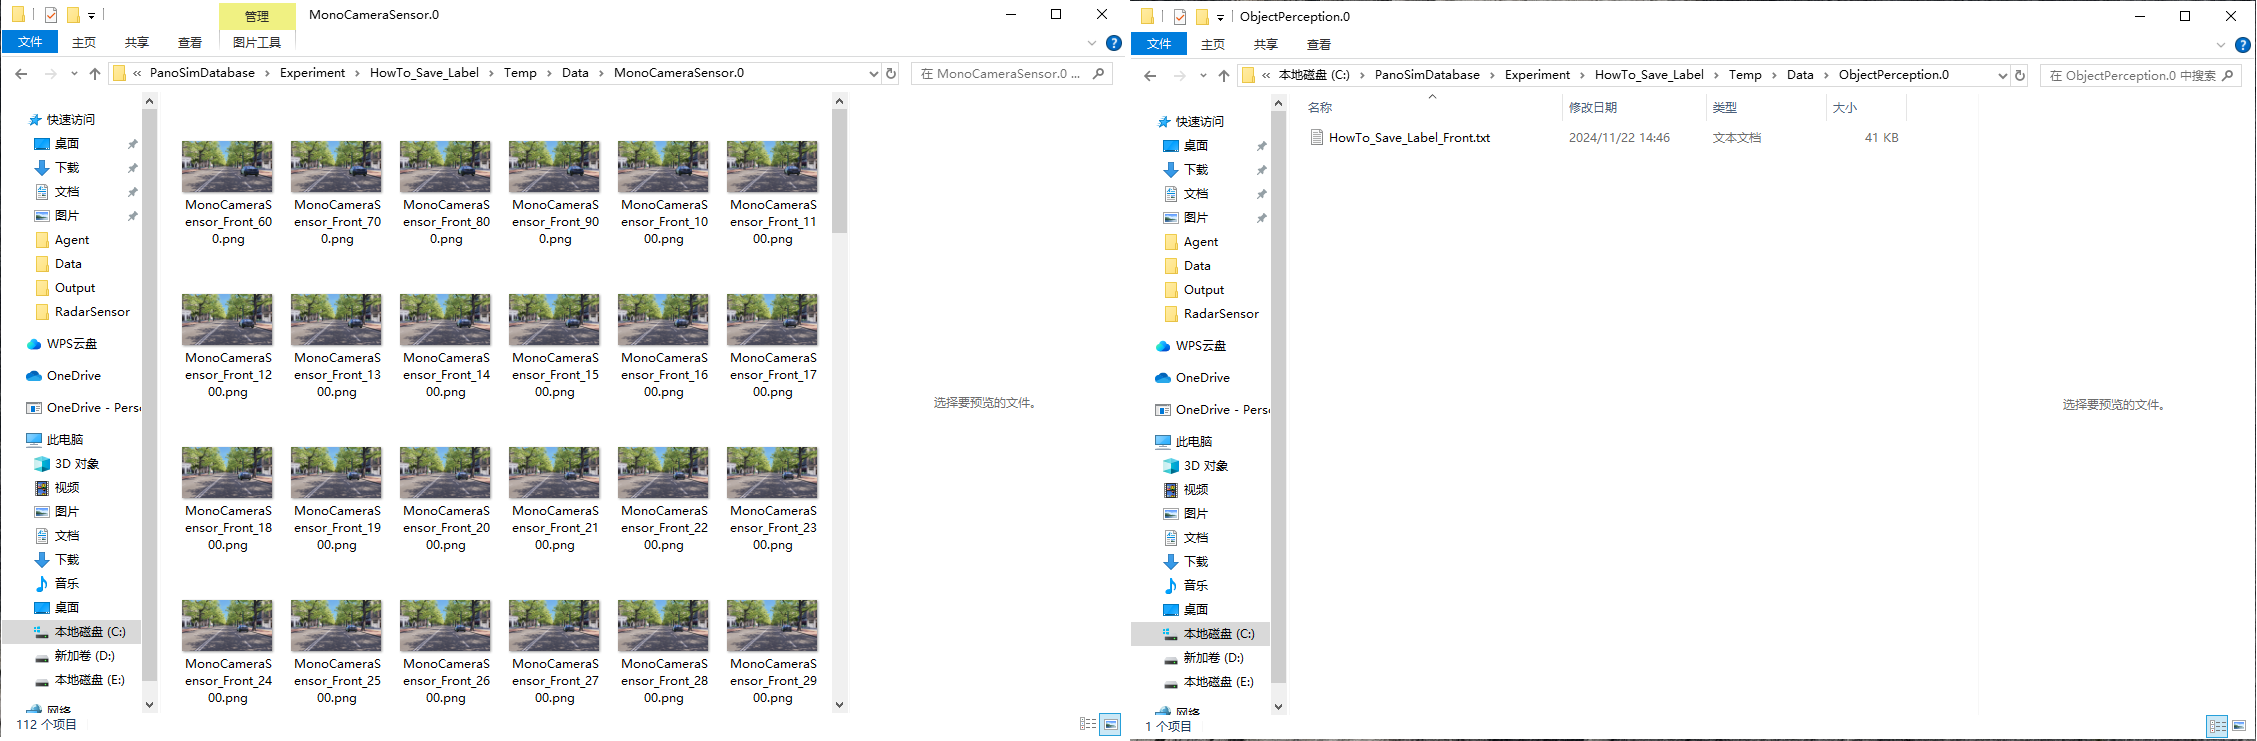 管理
MonoCameraSensor.0
文件
主页
共享
查看
图片工具
« PanoSimDatabase › Experiment › HowTo_Save_Label › Temp › Data › MonoCameraSensor.0
在 MonoCameraSensor.0 ...
快速访问
桌面
下载
文档
图片
Agent
Data
Output
RadarSensor
WPS云盘
OneDrive
OneDrive - Pers
此电脑
3D 对象
视频
图片
文档
下载
音乐
桌面
本地磁盘 (C:)
新加卷 (D:)
本地磁盘 (E:)
网络
112 个项目
MonoCameraSensor_Front_600.png
MonoCameraSensor_Front_700.png
MonoCameraSensor_Front_800.png
MonoCameraSensor_Front_900.png
MonoCameraSensor_Front_1000.png
MonoCameraSensor_Front_1100.png
MonoCameraSensor_Front_1200.png
MonoCameraSensor_Front_1300.png
MonoCameraSensor_Front_1400.png
MonoCameraSensor_Front_1500.png
MonoCameraSensor_Front_1600.png
MonoCameraSensor_Front_1700.png
MonoCameraSensor_Front_1800.png
MonoCameraSensor_Front_1900.png
MonoCameraSensor_Front_2000.png
MonoCameraSensor_Front_2100.png
MonoCameraSensor_Front_2200.png
MonoCameraSensor_Front_2300.png
MonoCameraSensor_Front_2400.png
MonoCameraSensor_Front_2500.png
MonoCameraSensor_Front_2600.png
MonoCameraSensor_Front_2700.png
MonoCameraSensor_Front_2800.png
MonoCameraSensor_Front_2900.png
选择要预览的文件。
ObjectPerception.0
文件
主页
共享
查看
« 本地磁盘 (C:) › PanoSimDatabase › Experiment › HowTo_Save_Label › Temp › Data › ObjectPerception.0
在 ObjectPerception.0 中搜索
快速访问
桌面
下载
文档
图片
Agent
Data
Output
RadarSensor
WPS云盘
OneDrive
OneDrive - Pers
此电脑
3D 对象
视频
图片
文档
下载
音乐
桌面
本地磁盘 (C:)
新加卷 (D:)
本地磁盘 (E:)
网络
1 个项目
名称
修改日期
类型
大小
HowTo_Save_Label_Front.txt
2024/11/22 14:46
文本文档
41 KB
选择要预览的文件。